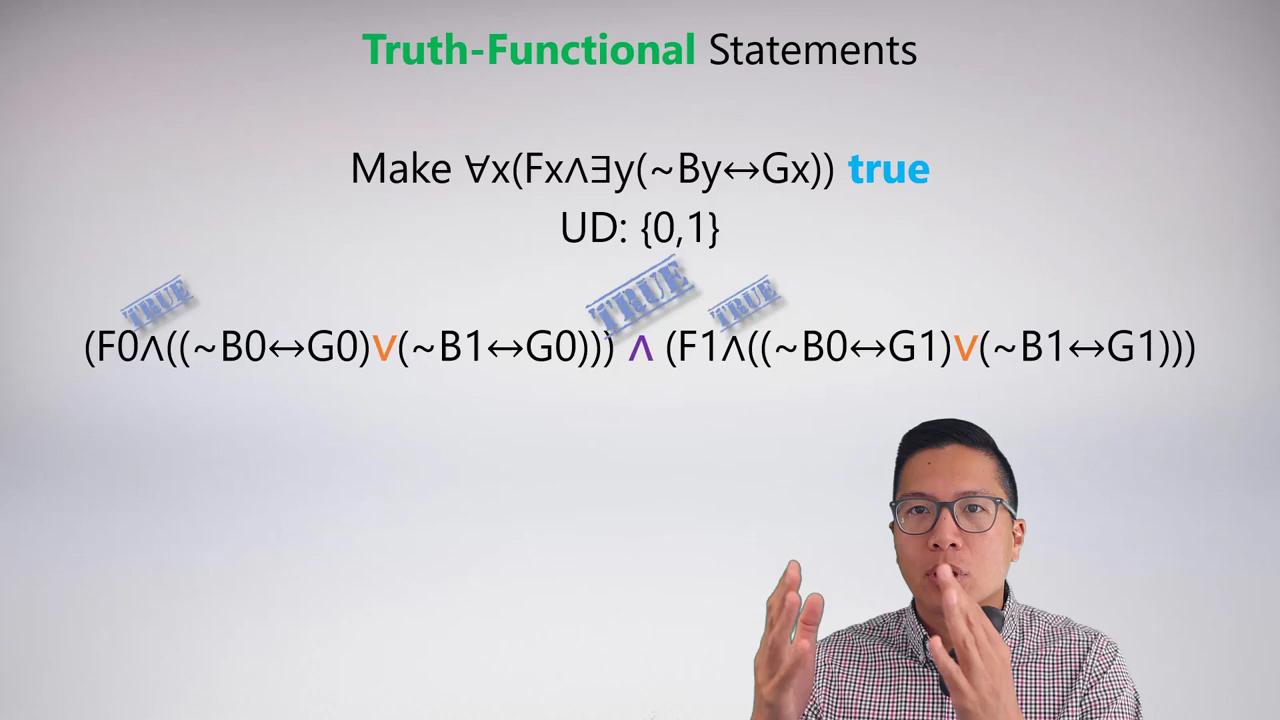 Truth-Functional Statements
Make ∀x(Fx∧∃y(~By↔Gx)) true
UD: {0,1}
TRUE TRUE TRUE
(F0∧((~B0↔G0)∨(~B1↔G0))) ∧ (F1∧((~B0↔G1)∨(~B1↔G1)))